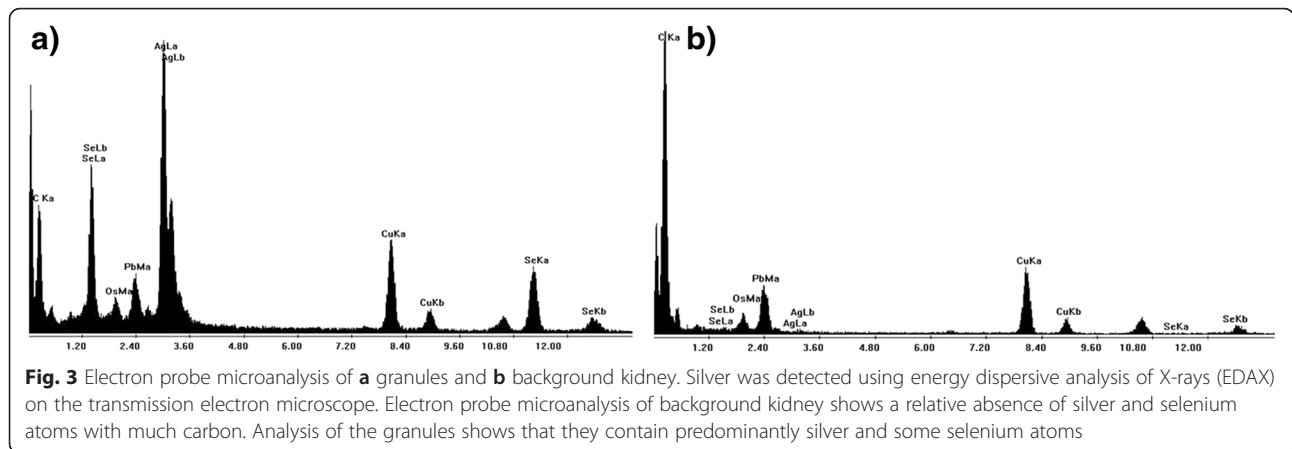 a)
AgLa
AgLb
SeLb
SeLa
C Ka
PbMa
OsMa
CuKa
CuKb
SeKa
SeKb
1.20 2.40 3.60 4.80 6.00 7.20 8.40 9.60 10.80 12.00
b)
C Ka
PbMa
OsMa
SeLb
SeLa
AgLb
AgLa
CuKa
CuKb
SeKa
SeKb
1.20 2.40 3.60 4.80 6.00 7.20 8.40 9.60 10.80 12.00
Fig. 3 Electron probe microanalysis of a granules and b background kidney. Silver was detected using energy dispersive analysis of X-rays (EDAX)
on the transmission electron microscope. Electron probe microanalysis of background kidney shows a relative absence of silver and selenium
atoms with much carbon. Analysis of the granules shows that they contain predominantly silver and some selenium atoms